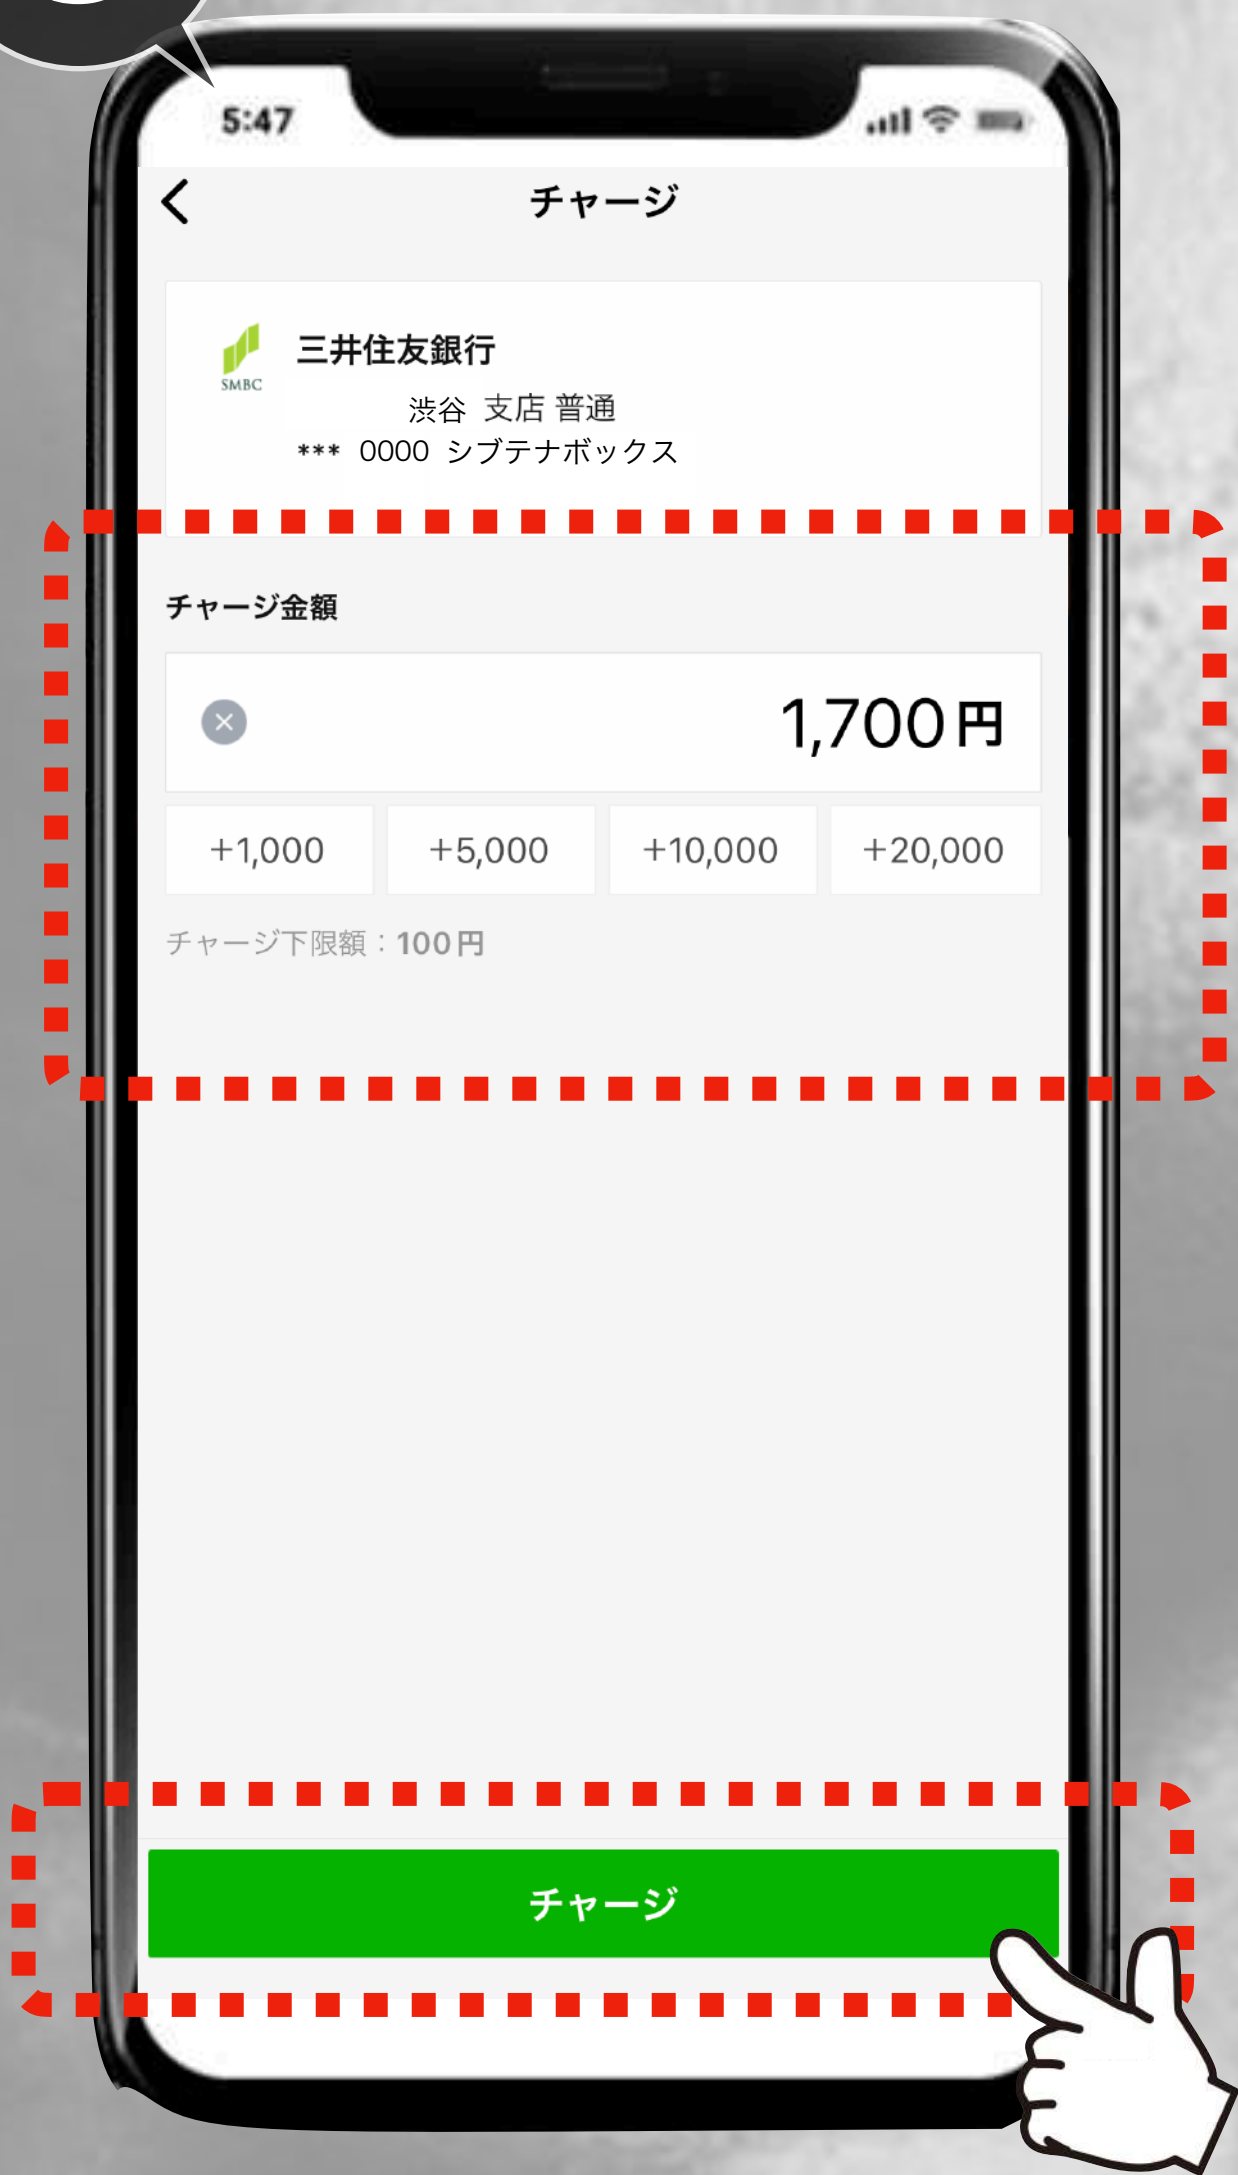 5:47
チャージ
SMBC
三井住友銀行
渋谷 支店 普通
*** 0000 シブテナボックス
チャージ金額
1,700円
+1,000 +5,000 +10,000 +20,000
チャージ下限額：100円
チャージ